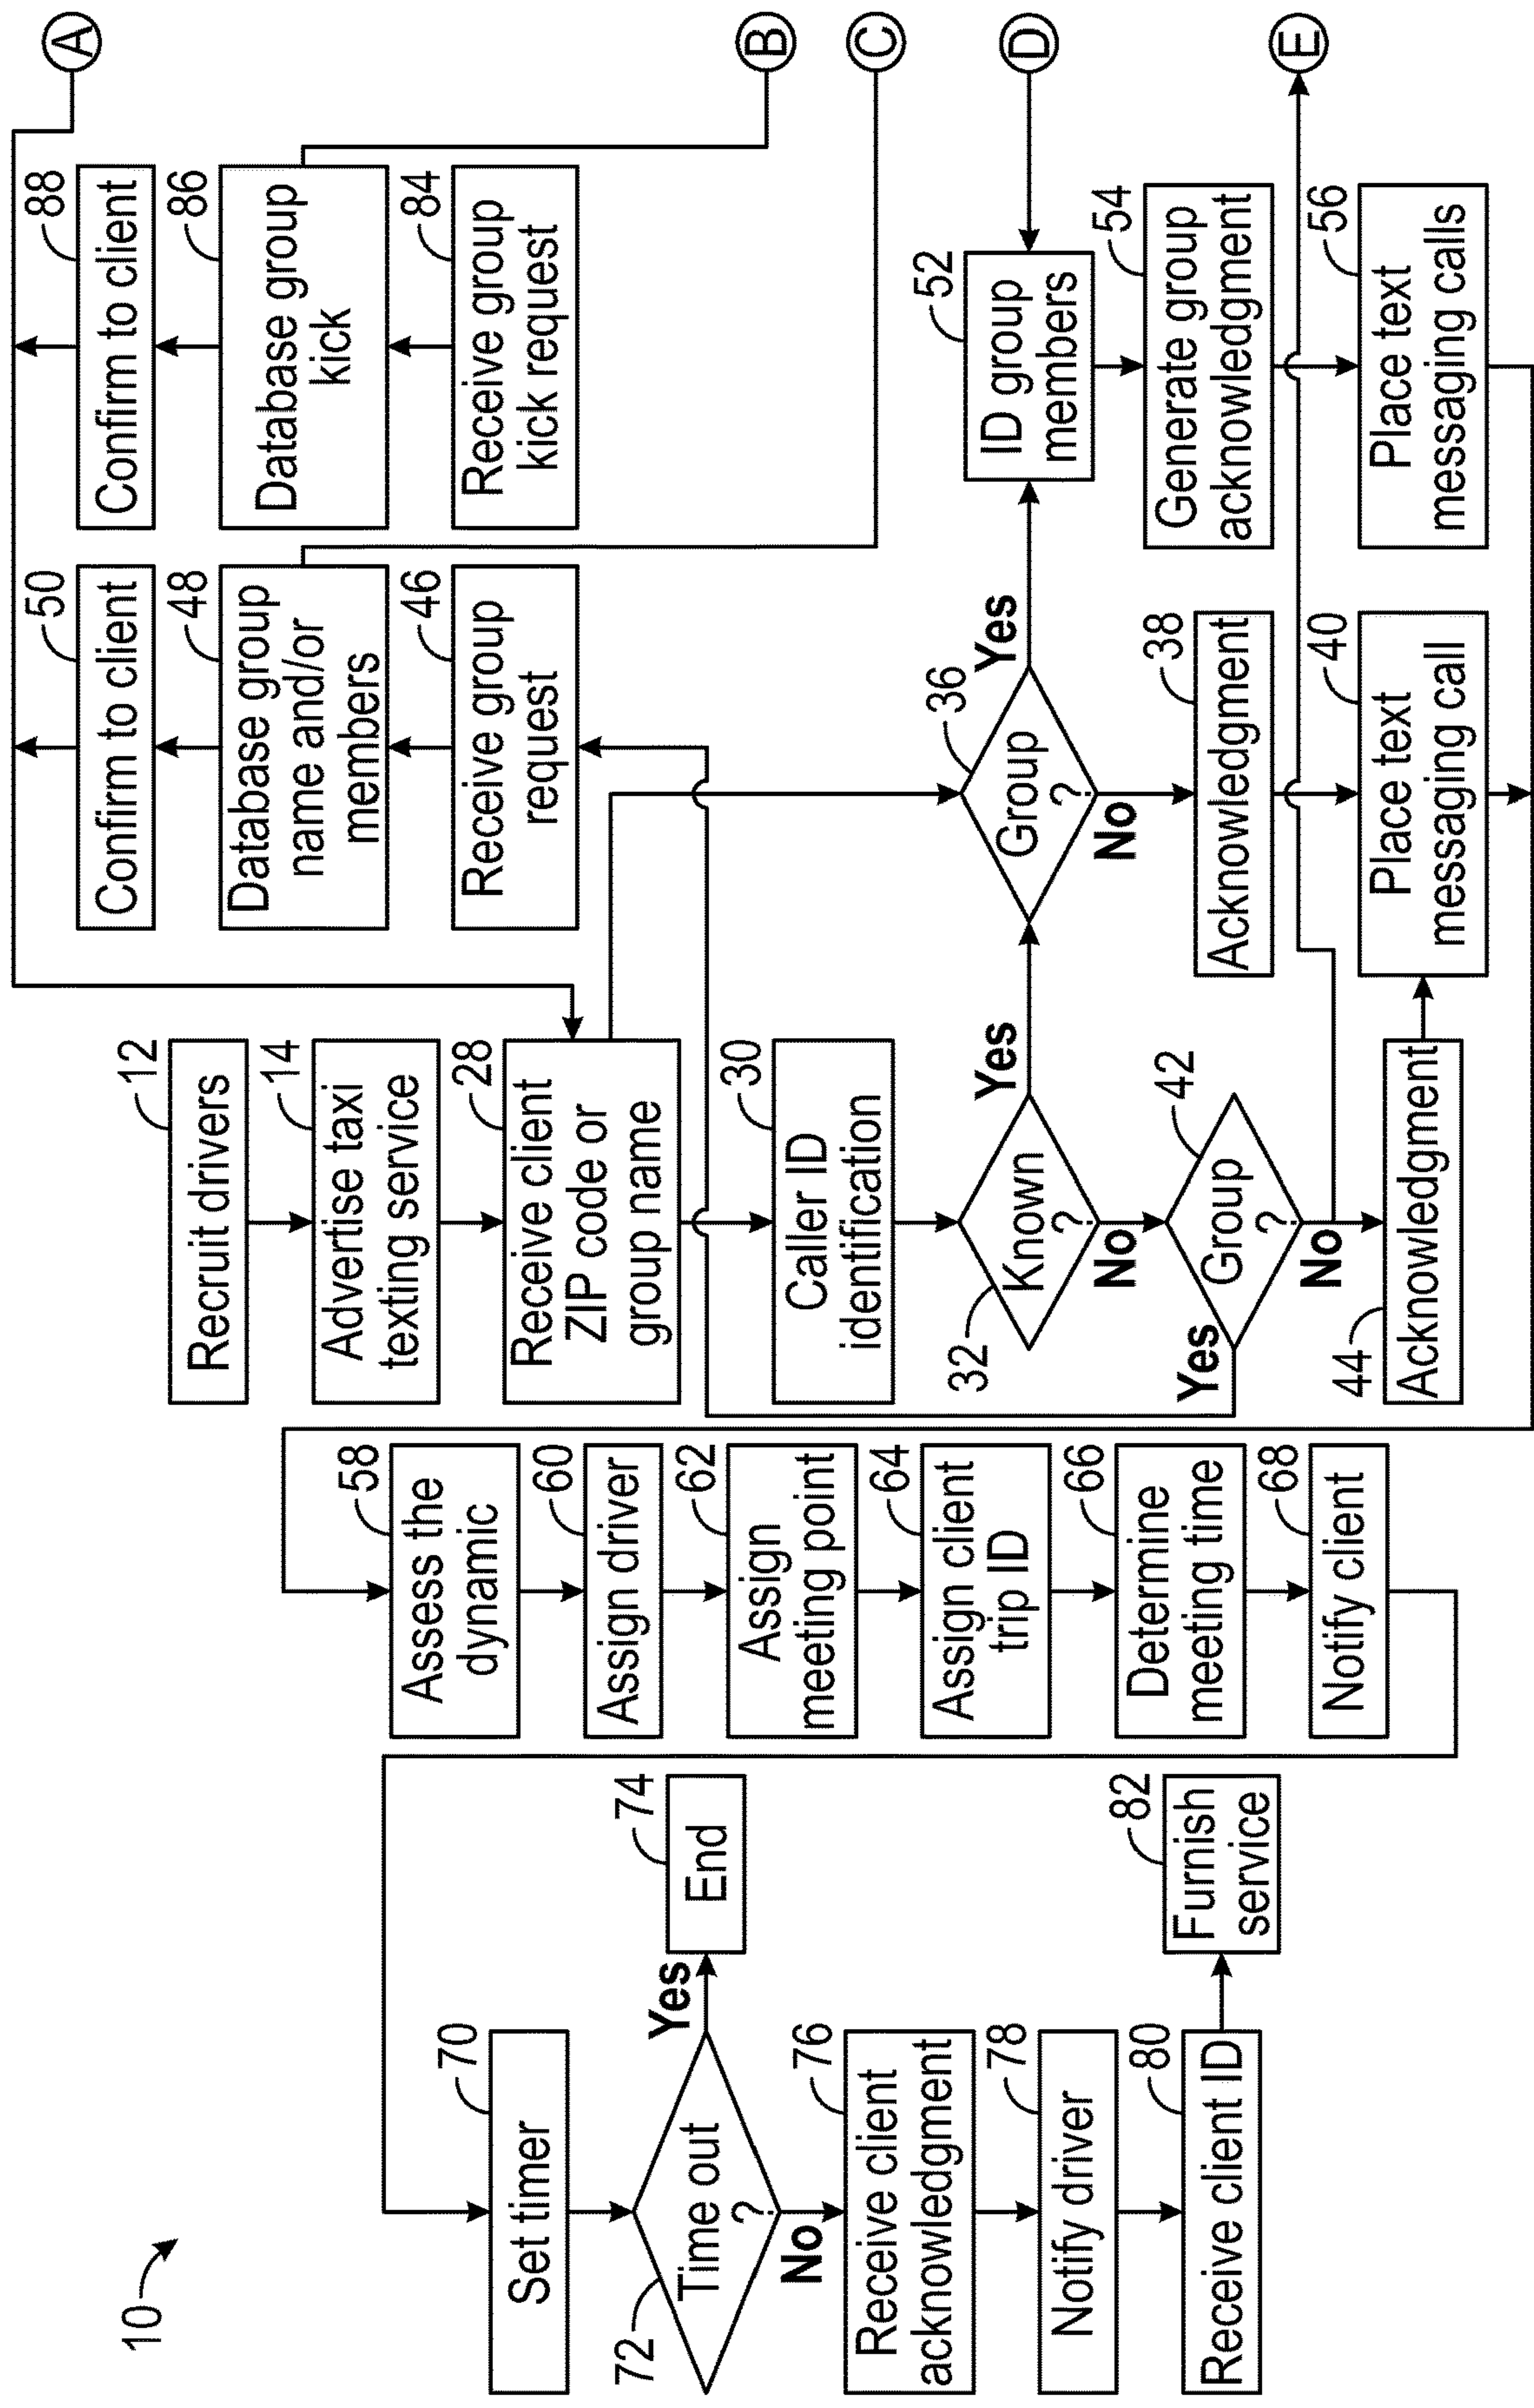 10
70
Set timer
72
Time out
?
Yes
No
74
End
76
Receive client
acknowledgment
78
Notify driver
80
Receive client ID
82
Furnish
service
58
Assess the
dynamic
60
Assign driver
62
Assign
meeting point
64
Assign client
trip ID
66
Determine
meeting time
68
Notify client
12
Recruit drivers
14
Advertise taxi
texting service
28
Receive client
ZIP code or
group name
30
Caller ID
identification
32
Known
?
Yes
No
42
Group
?
Yes
No
44
Acknowledgment
50
Confirm to client
48
Database group
name and/or
members
46
Receive group
request
36
Group
?
Yes
No
38
Acknowledgment
40
Place text
messaging call
88
Confirm to client
86
Database group
kick
84
Receive group
kick request
52
ID group
members
54
Generate group
acknowledgment
56
Place text
messaging calls
A
B
C
D
E